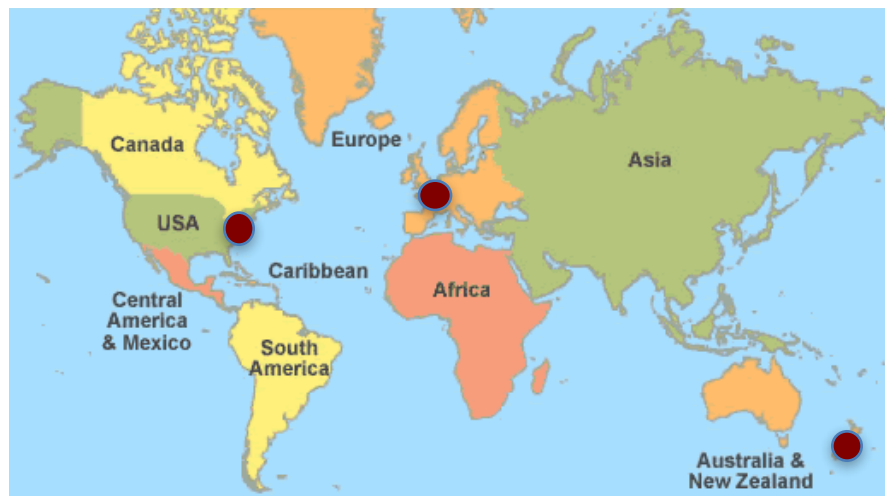 Canada
Europe
Asia
USA
Caribbean
Africa
Central
America
& Mexico
South
America
Australia &
New Zealand